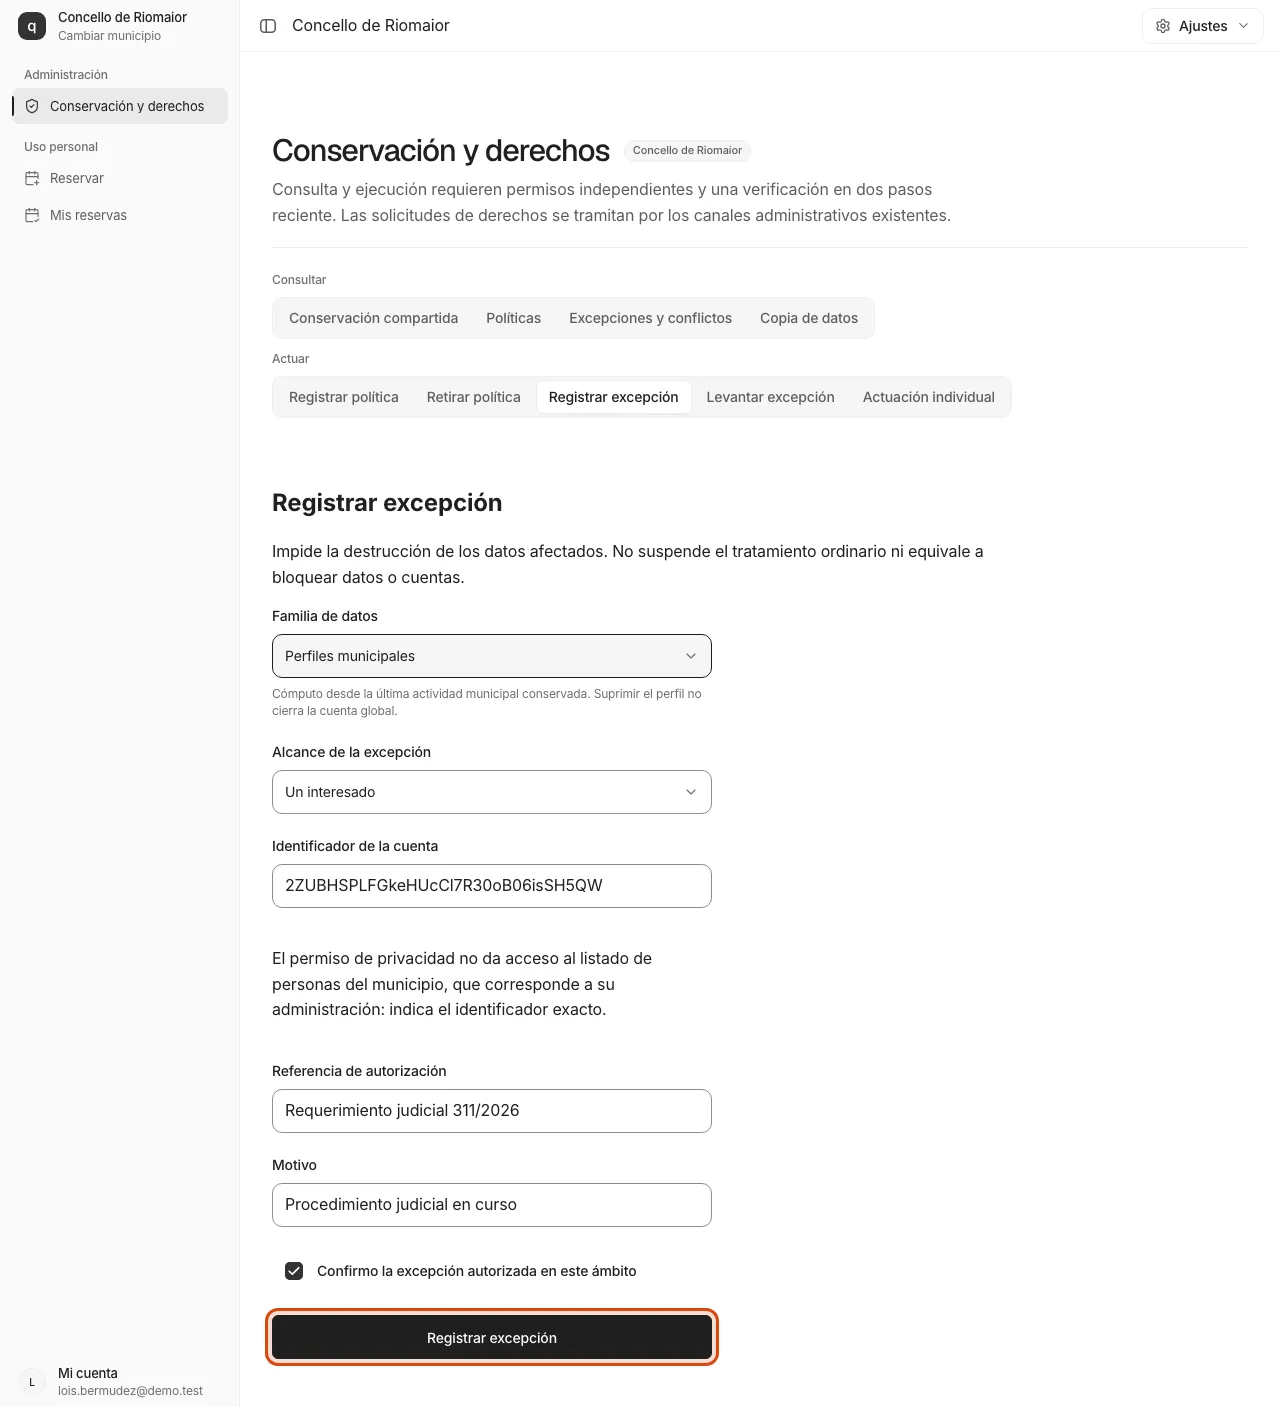 q
Concello de Riomaior
Cambiar municipio
Administración
Conservación y derechos
Uso personal
Reservar
Mis reservas
L
Mi cuenta
lois.bermudez@demo.test
Concello de Riomaior
Ajustes
Conservación y derechos
Concello de Riomaior
Consulta y ejecución requieren permisos independientes y una verificación en dos pasos
reciente. Las solicitudes de derechos se tramitan por los canales administrativos existentes.
Consultar
Conservación compartida Políticas Excepciones y conflictos Copia de datos
Actuar
Registrar política Retirar política Registrar excepción Levantar excepción Actuación individual
Registrar excepción
Impide la destrucción de los datos afectados. No suspende el tratamiento ordinario ni equivale a
bloquear datos o cuentas.
Familia de datos
Perfiles municipales
Cómputo desde la última actividad municipal conservada. Suprimir el perfil no
cierra la cuenta global.
Alcance de la excepción
Un interesado
Identificador de la cuenta
2ZUBHSPLFGkeHUcCl7R30oB06isSH5QW
El permiso de privacidad no da acceso al listado de
personas del municipio, que corresponde a su
administración: indica el identificador exacto.
Referencia de autorización
Requerimiento judicial 311/2026
Motivo
Procedimiento judicial en curso
Confirmo la excepción autorizada en este ámbito
Registrar excepción